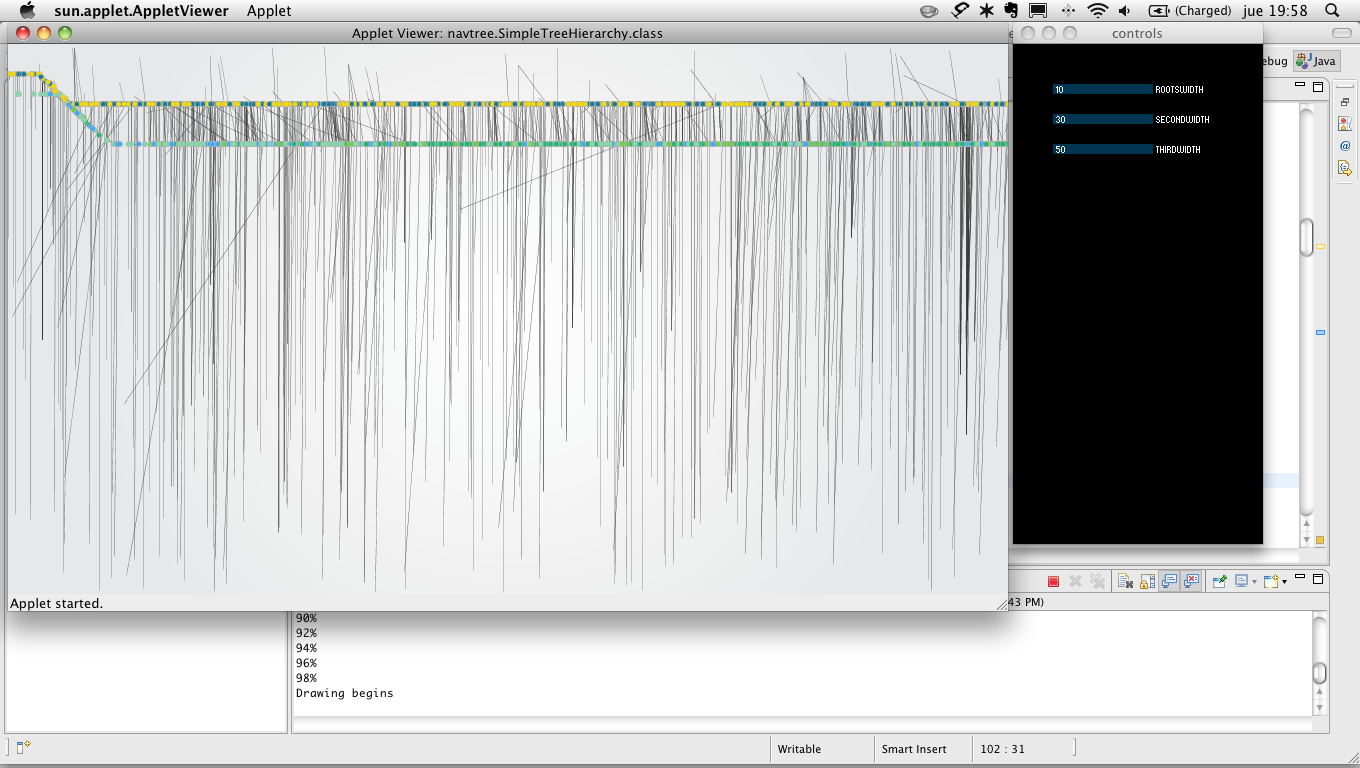 sun.applet.AppletViewer Applet (Charged) jue 19:58
Applet Viewer: navtree.SimpleTreeHierarchy.class
controls
Java
10 ROOTSWIDTH
30 SECONDWIDTH
50 THIRDWIDTH
Applet started.
43 PM)
90%
92%
94%
96%
98%
Drawing begins
Writable Smart Insert 102 : 31